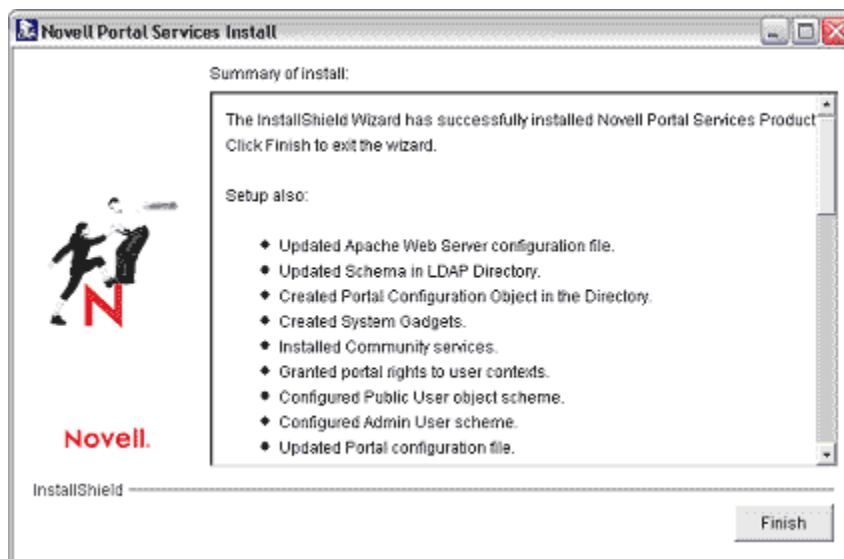 Novell Portal Services Install
Summary of install:
The InstallShield Wizard has successfully installed Novell Portal Services Product
Click Finish to exit the wizard.
Setup also:
◆ Updated Apache Web Server configuration file.
◆ Updated Schema in LDAP Directory.
◆ Created Portal Configuration Object in the Directory.
◆ Created System Gadgets.
◆ Installed Community services.
◆ Granted portal rights to user contexts.
◆ Configured Public User object scheme.
◆ Configured Admin User scheme.
◆ Updated Portal configuration file.
N
Novell.
InstallShield
Finish